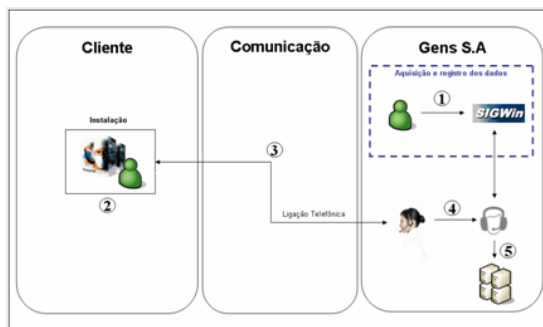 Cliente
Comunicação
Gens S.A
Aquisição e registro dos dados
1
SIGWin
Instalação
2
3
Ligação Telefônica
4
5